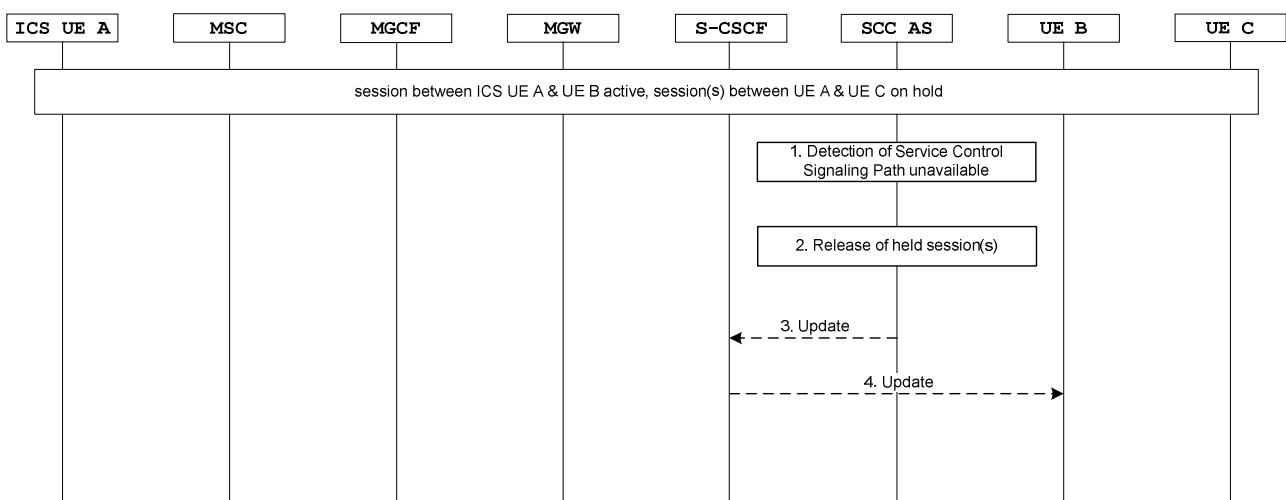 ICS UE A
MSC
MGCF
MGW
S-CSCF
SCC AS
UE B
UE C
session between ICS UE A & UE B active, session(s) between UE A & UE C on hold
1. Detection of Service Control
Signaling Path unavailable
2. Release of held session(s)
3. Update
4. Update